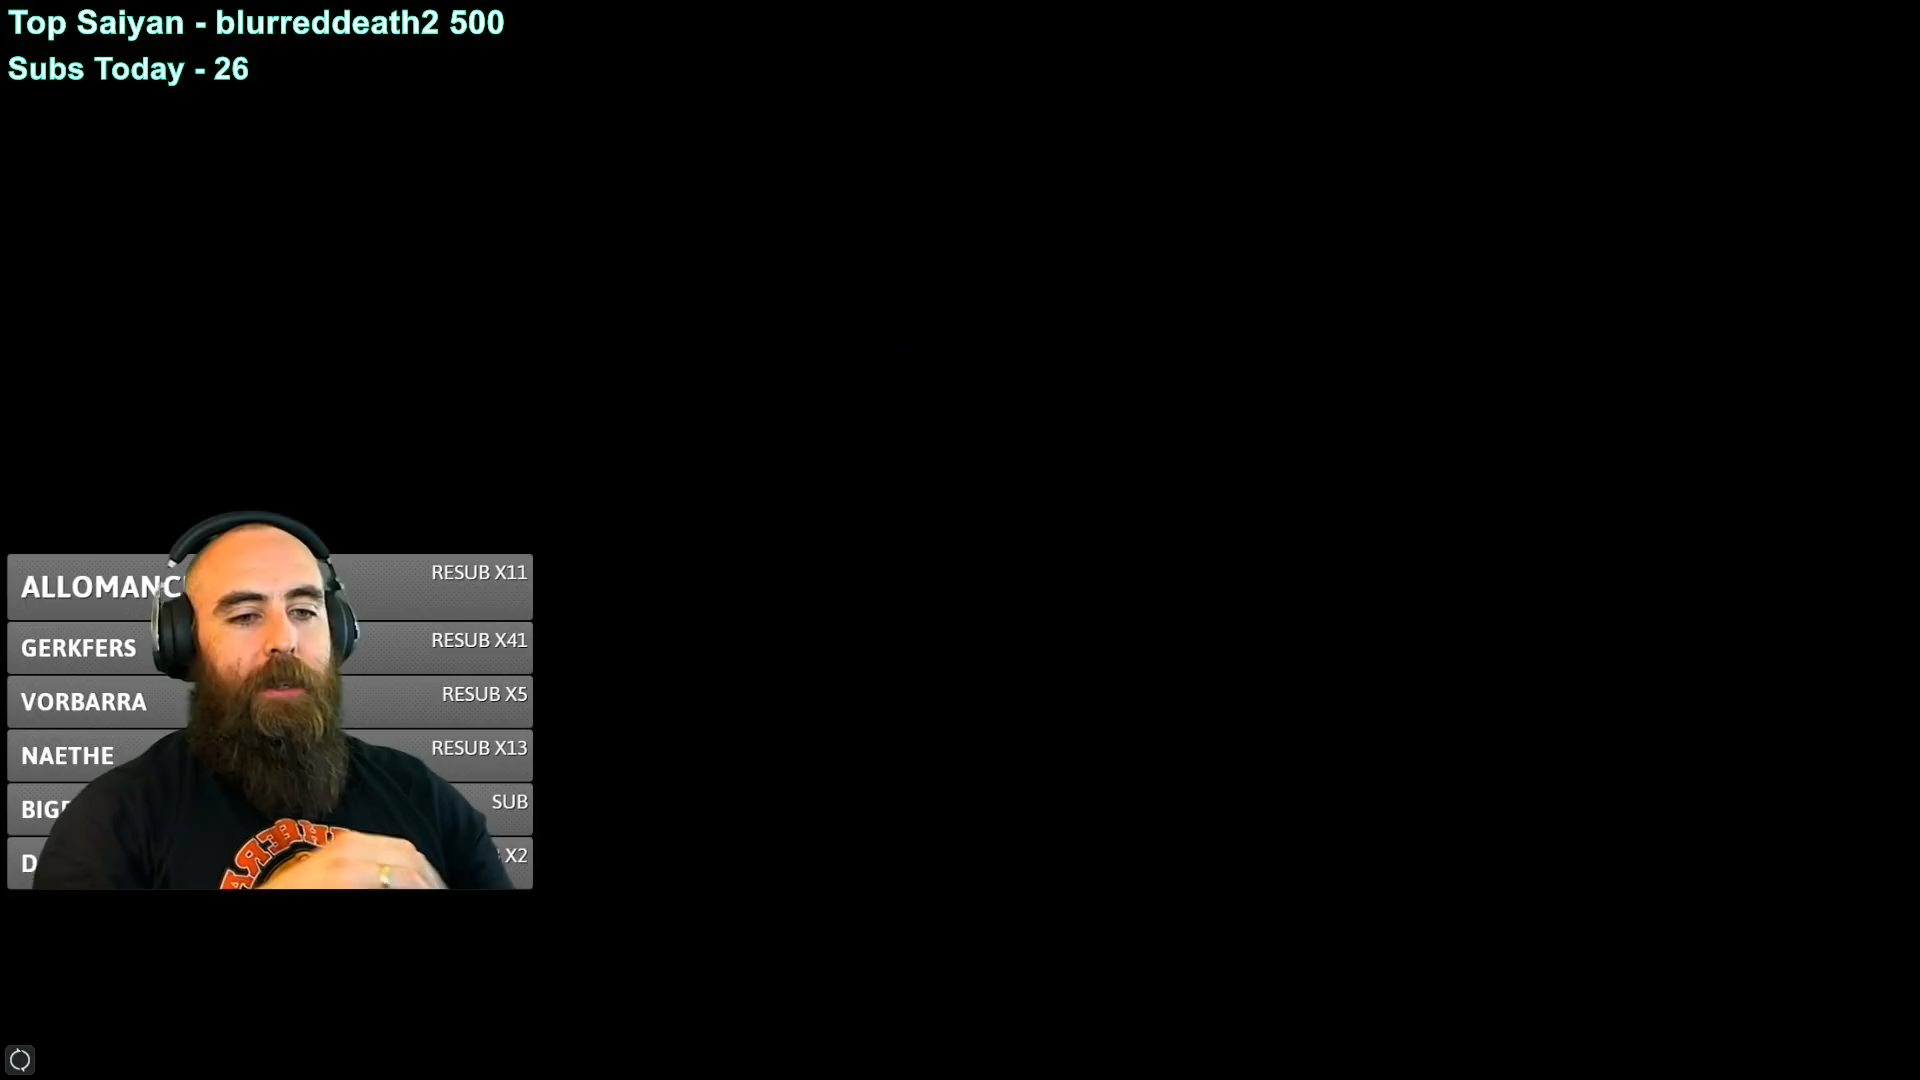 Top Saiyan - blurreddeath2 500
Subs Today - 26
RESUB X11
GERKFERS RESUB X41
VORBARRA RESUB X5
NAETHE RESUB X13
SUB
X2